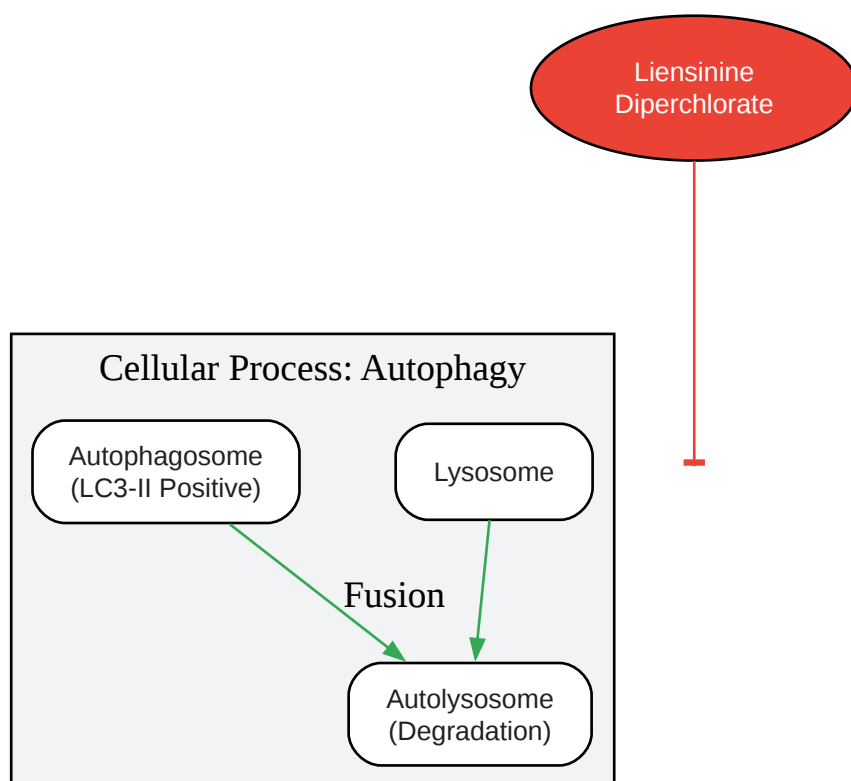 Liensinine
Diperchlorate
Cellular Process: Autophagy
Autophagosome
(LC3-II Positive)
Lysosome
Fusion
Autolysosome
(Degradation)